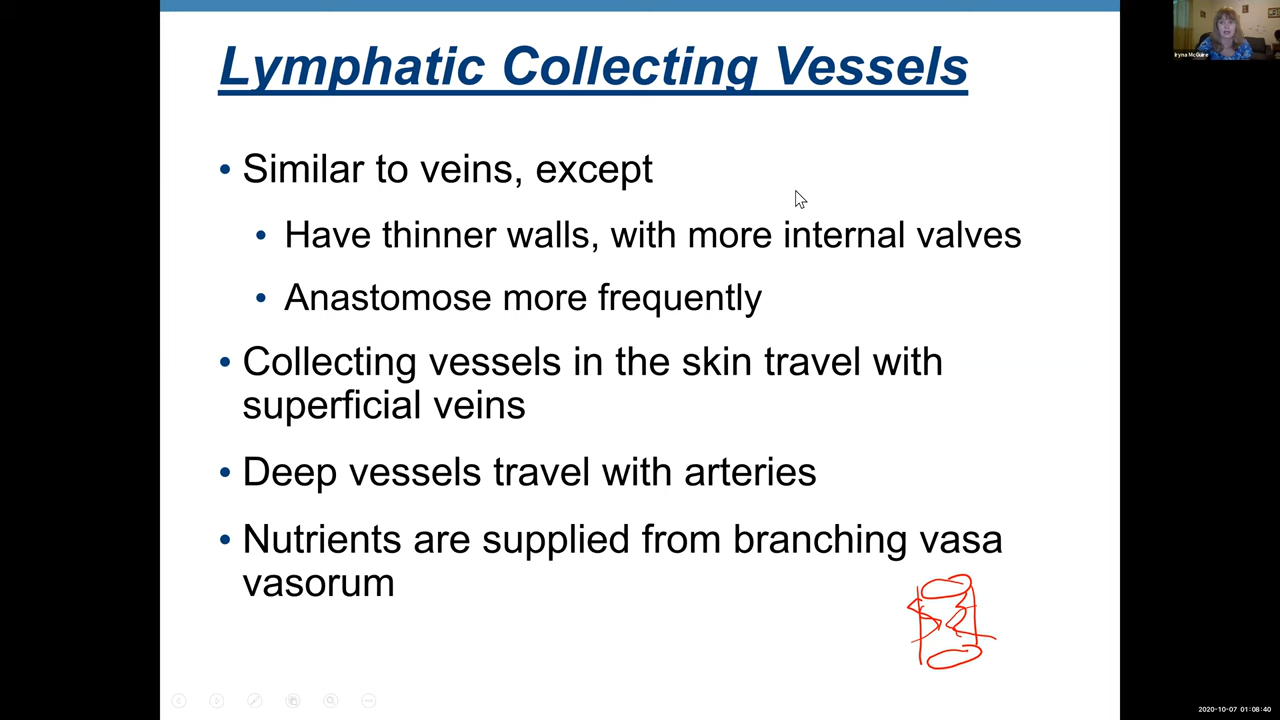 Lymphatic Collecting Vessels
Iryna McGuire
• Similar to veins, except
• Have thinner walls, with more internal valves
• Anastomose more frequently
• Collecting vessels in the skin travel with
superficial veins
• Deep vessels travel with arteries
• Nutrients are supplied from branching vasa
vasorum
2020-10-07 01:08:40